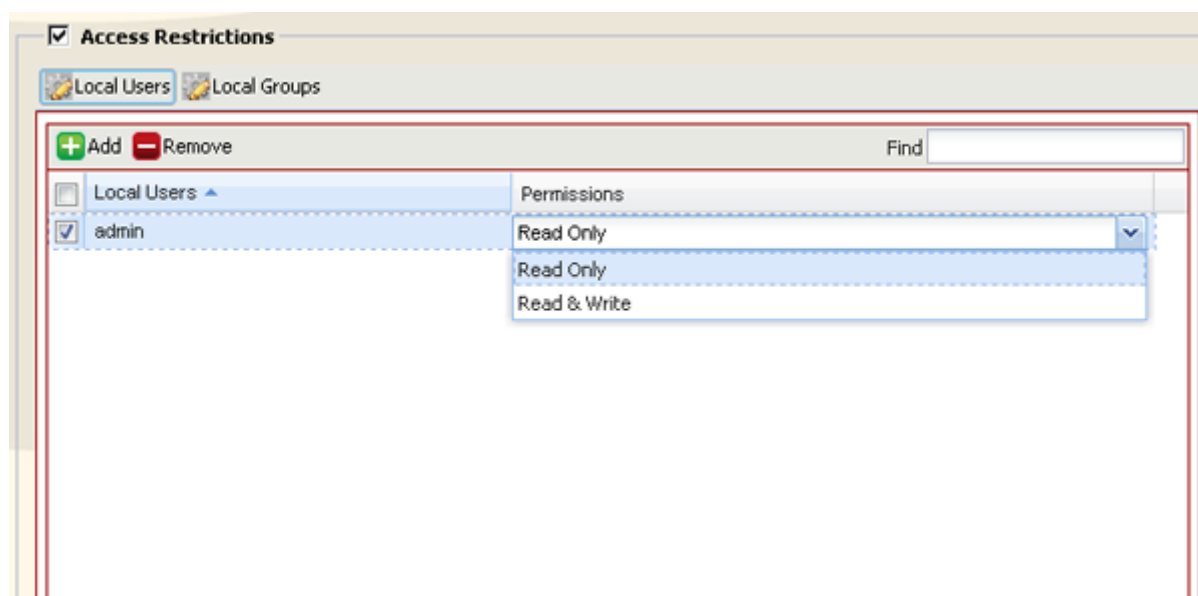 Access Restrictions
Local Users Local Groups
Add Remove Find
Local Users Permissions
admin Read Only
Read Only
Read & Write